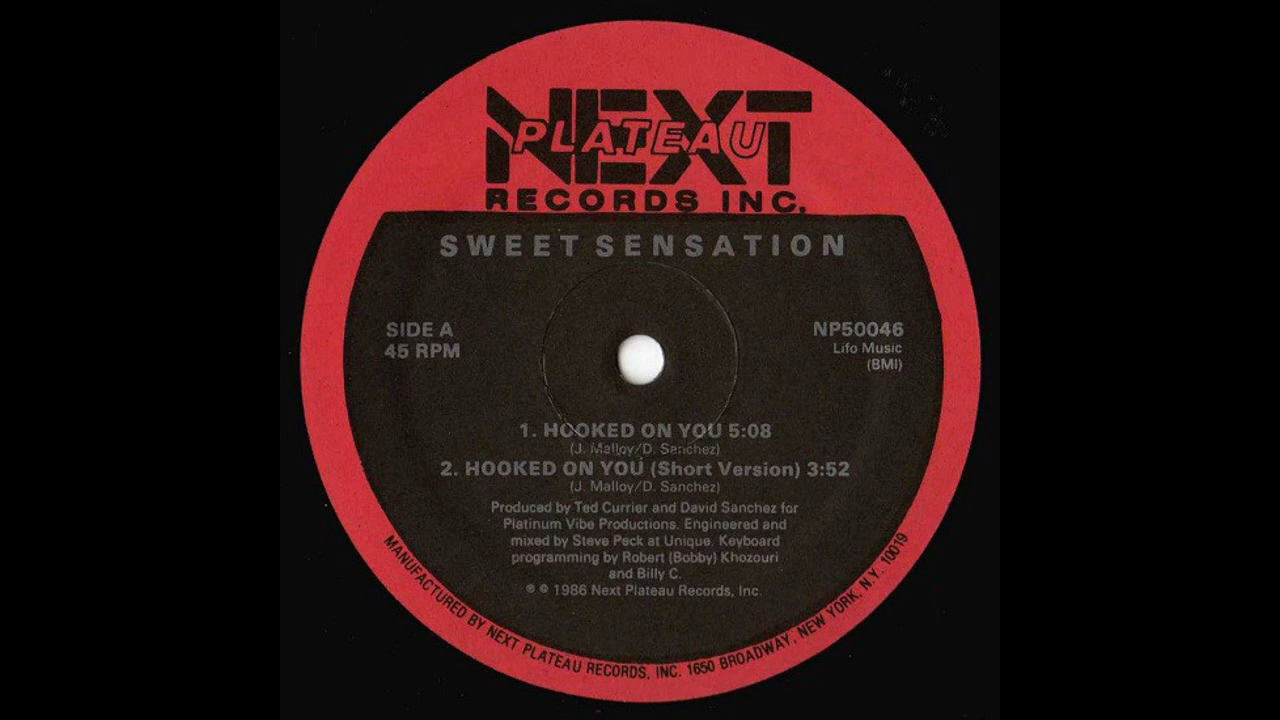 NEXT
PLATEAU
RECORDS INC.
SWEET SENSATION
SIDE A
45 RPM
NP50046
Lifo Music
(BMI)
1. HOOKED ON YOU 5:08
(J. Malloy/D. Sanchez)
2. HOOKED ON YOU (Short Version) 3:52
(J. Malloy/D. Sanchez)
Produced by Ted Currier and David Sanchez for
Platinum Vibe Productions. Engineered and
mixed by Steve Peck at Unique. Keyboard
programming by Robert (Bobby) Khozouri
and Billy C.
℗ © 1986 Next Plateau Records, Inc.
MANUFACTURED BY NEXT PLATEAU RECORDS, INC. 1650 BROADWAY, NEW YORK, N.Y. 10019